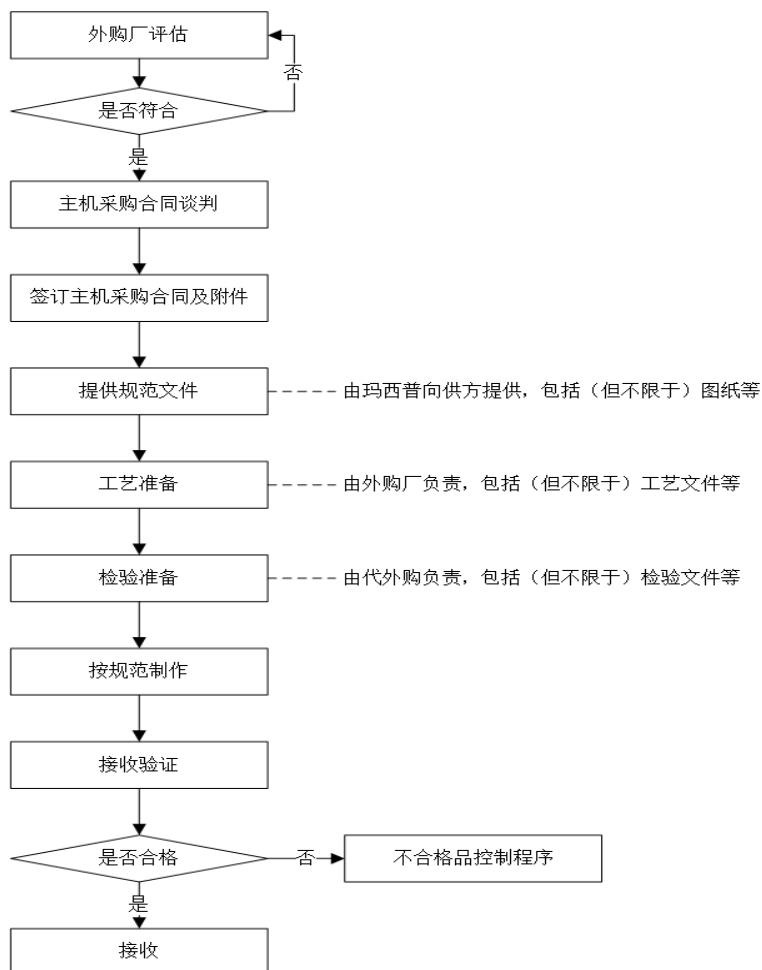 外购厂评估
否
是否符合
是
主机采购合同谈判
签订主机采购合同及附件
提供规范文件
由玛西普向供方提供，包括（但不限于）图纸等
工艺准备
由外购厂负责，包括（但不限于）工艺文件等
检验准备
由代外购负责，包括（但不限于）检验文件等
按规范制作
接收验证
是否合格
否
不合格品控制程序
是
接收